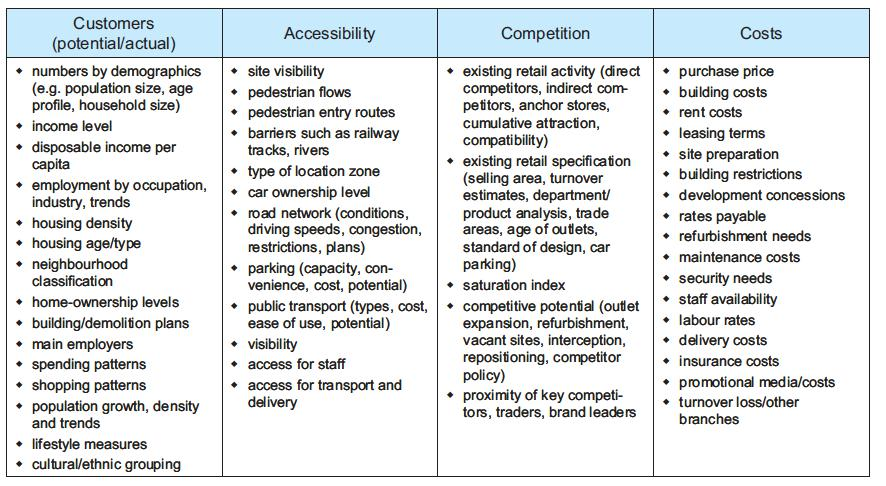 Customers
(potential/actual)
Accessibility
Competition
Costs
◆ numbers by demographics
(e.g. population size, age
profile, household size)
◆ income level
◆ disposable income per
capita
◆ employment by occupation,
industry, trends
◆ housing density
◆ housing age/type
◆ neighbourhood
classification
◆ home-ownership levels
◆ building/demolition plans
◆ main employers
◆ spending patterns
◆ shopping patterns
◆ population growth, density
and trends
◆ lifestyle measures
◆ cultural/ethnic grouping
◆ site visibility
◆ pedestrian flows
◆ pedestrian entry routes
◆ barriers such as railway
tracks, rivers
◆ type of location zone
◆ car ownership level
◆ road network (conditions,
driving speeds, congestion,
restrictions, plans)
◆ parking (capacity, con-
venience, cost, potential)
◆ public transport (types, cost,
ease of use, potential)
◆ visibility
◆ access for staff
◆ access for transport and
delivery
◆ existing retail activity (direct
competitors, indirect com-
petitors, anchor stores,
cumulative attraction,
compatibility)
◆ existing retail specification
(selling area, turnover
estimates, department/
product analysis, trade
areas, age of outlets,
standard of design, car
parking)
◆ saturation index
◆ competitive potential (outlet
expansion, refurbishment,
vacant sites, interception,
repositioning, competitor
policy)
◆ proximity of key competi-
tors, traders, brand leaders
◆ purchase price
◆ building costs
◆ rent costs
◆ leasing terms
◆ site preparation
◆ building restrictions
◆ development concessions
◆ rates payable
◆ refurbishment needs
◆ maintenance costs
◆ security needs
◆ staff availability
◆ labour rates
◆ delivery costs
◆ insurance costs
◆ promotional media/costs
◆ turnover loss/other
branches